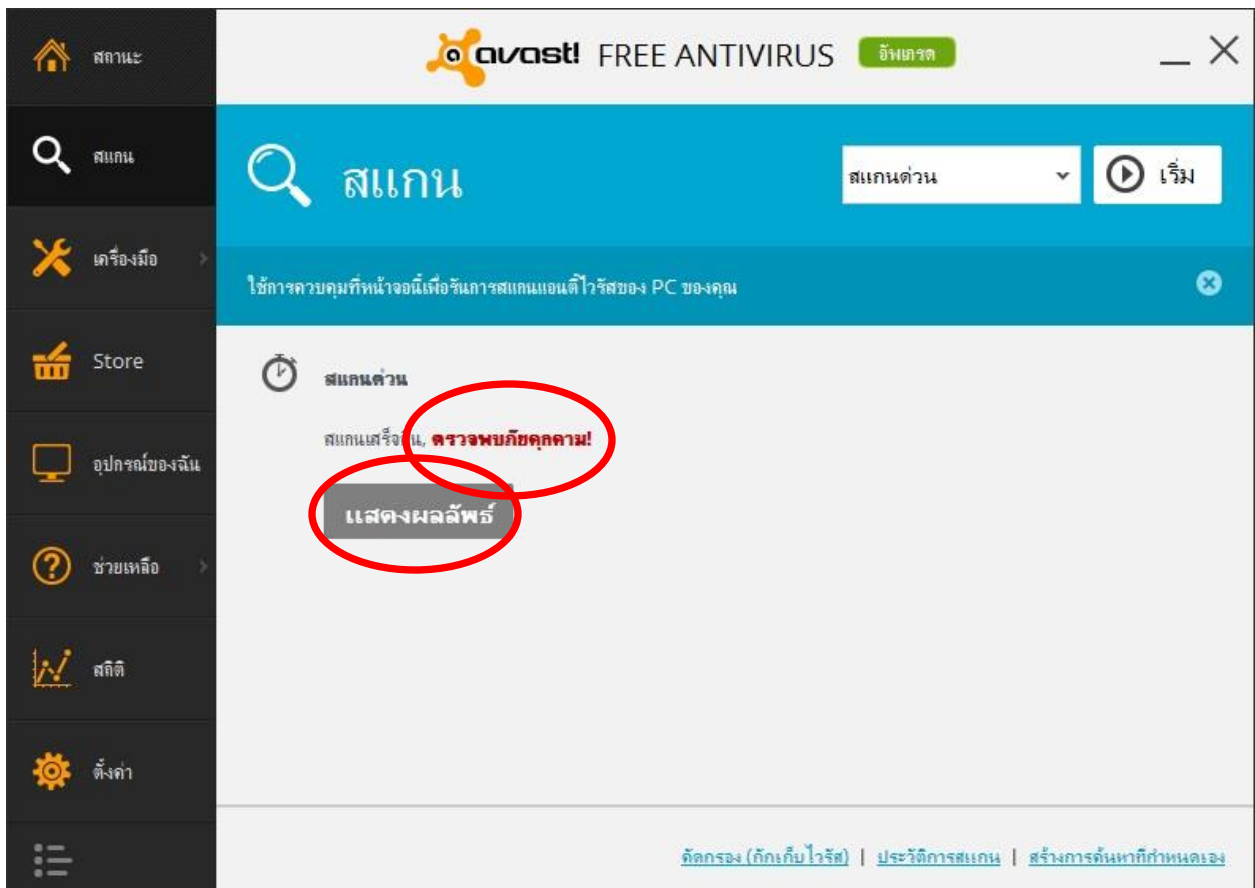 สถานะ
avast! FREE ANTIVIRUS อัพเกรด
สแกน
สแกน
สแกนด่วน
เริ่ม
เครื่องมือ
ใช้การควบคุมที่หน้าจอนี้เพื่อรันการสแกนแอนตี้ไวรัสของ PC ของคุณ
Store
สแกนด่วน
สแกนเสร็จสิ้น, ตรวจพบภัยคุกคาม!
อุปกรณ์ของฉัน
แสดงผลลัพธ์
ช่วยเหลือ
สถิติ
ตั้งค่า
คัดกรอง (กักเก็บไวรัส) | ประวัติการสแกน | สร้างการค้นหาที่กำหนดเอง